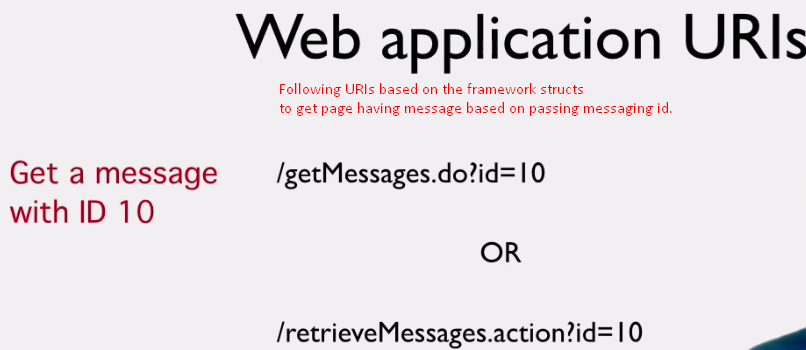 Web application URIs
Following URIs based on the framework structs
to get page having message based on passing messaging id.
Get a message
with ID 10
/getMessages.do?id=10
OR
/retrieveMessages.action?id=10